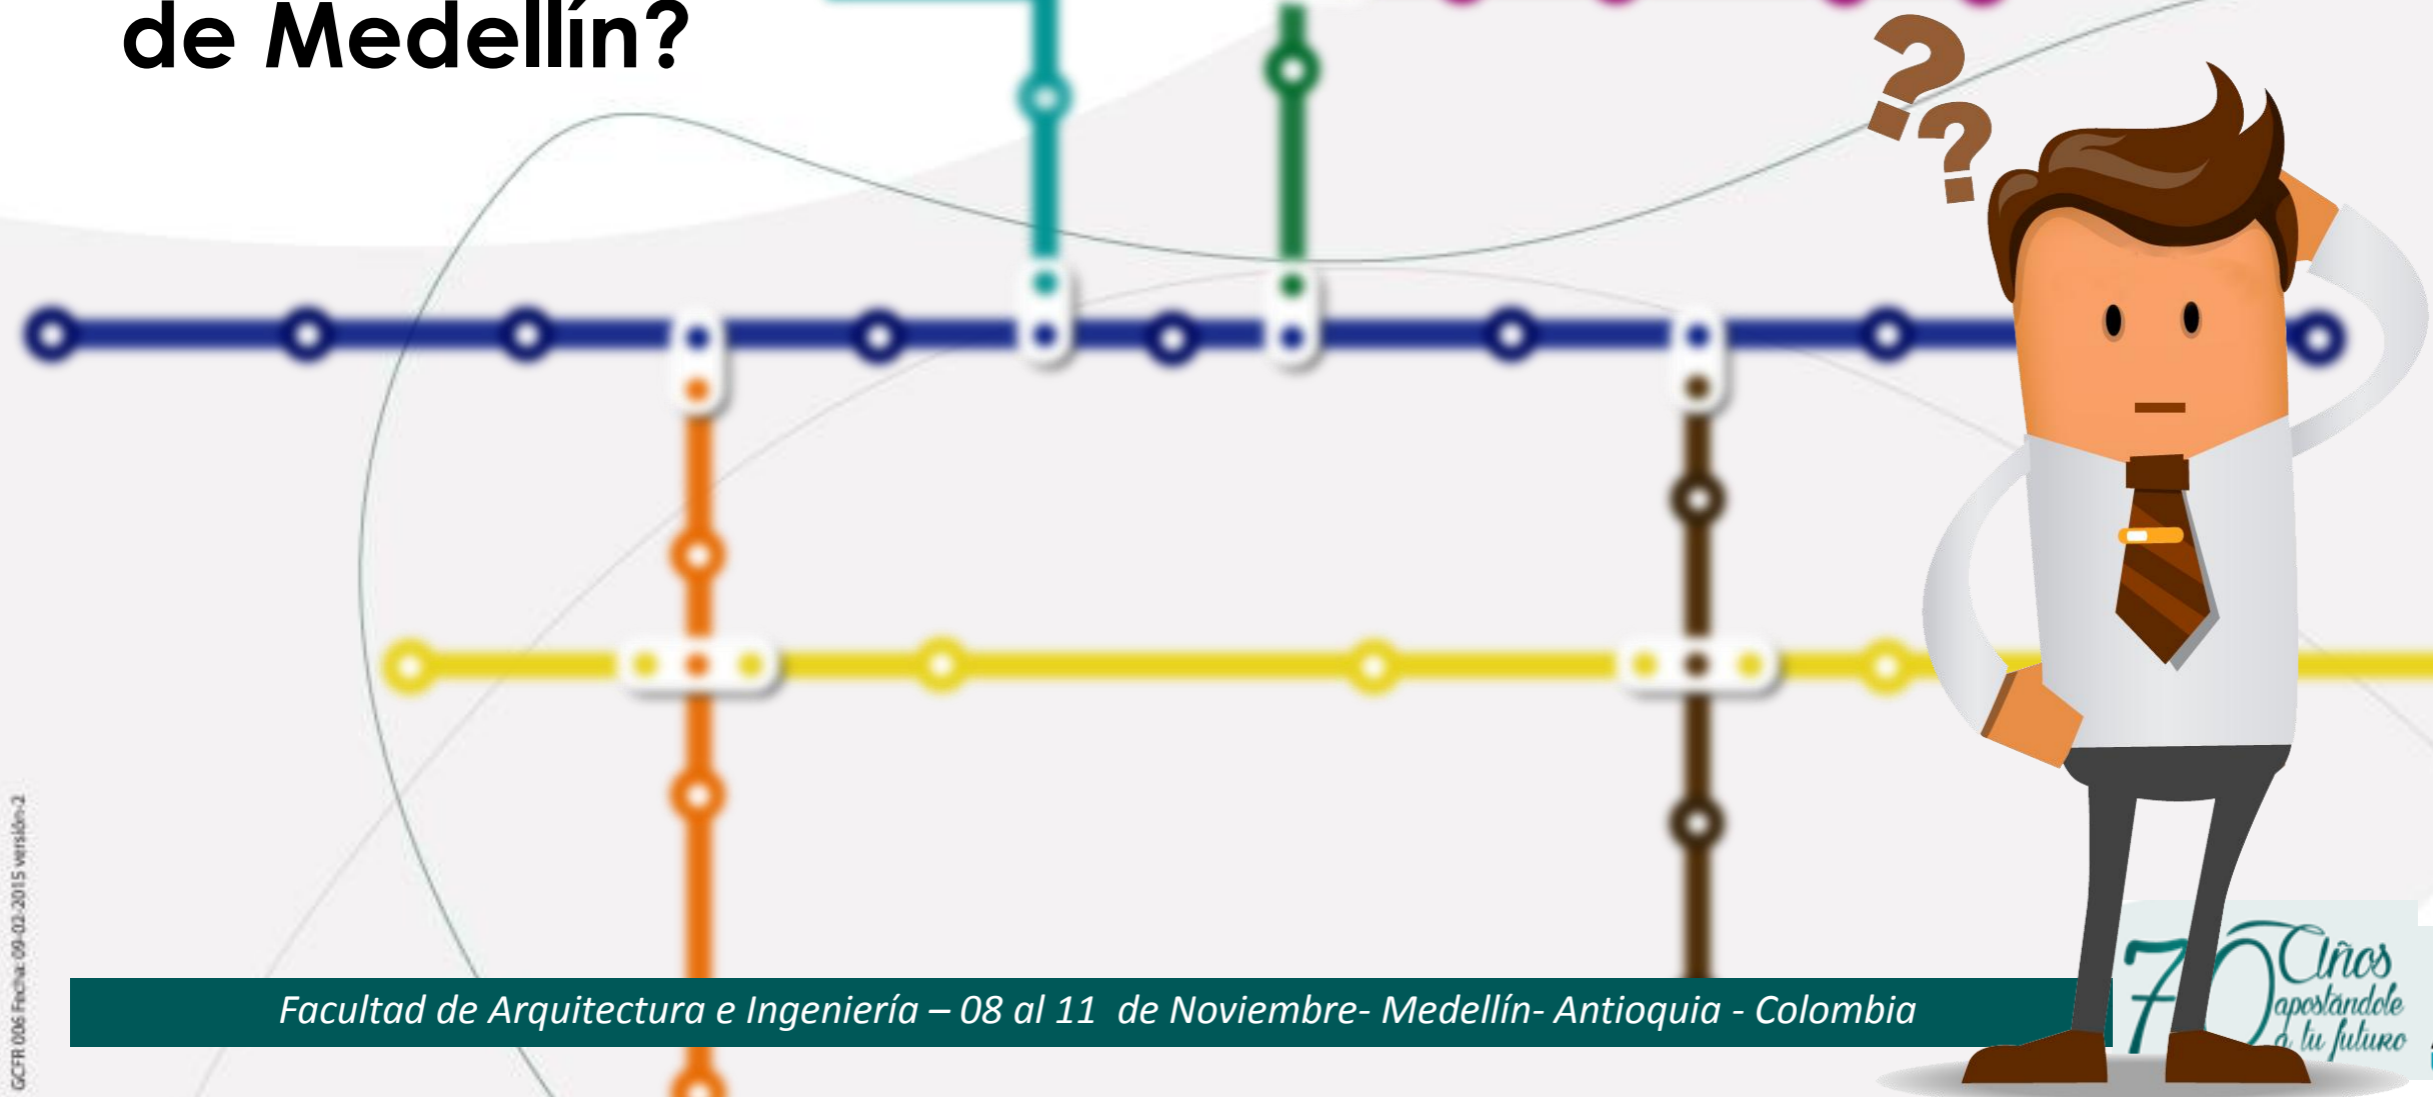 de Medellín?
? ?
GCFR 006 Fecha: 09-02-2015 versión-2
Facultad de Arquitectura e Ingeniería – 08 al 11 de Noviembre- Medellín- Antioquia - Colombia
70 años
apostándole
a tu futuro